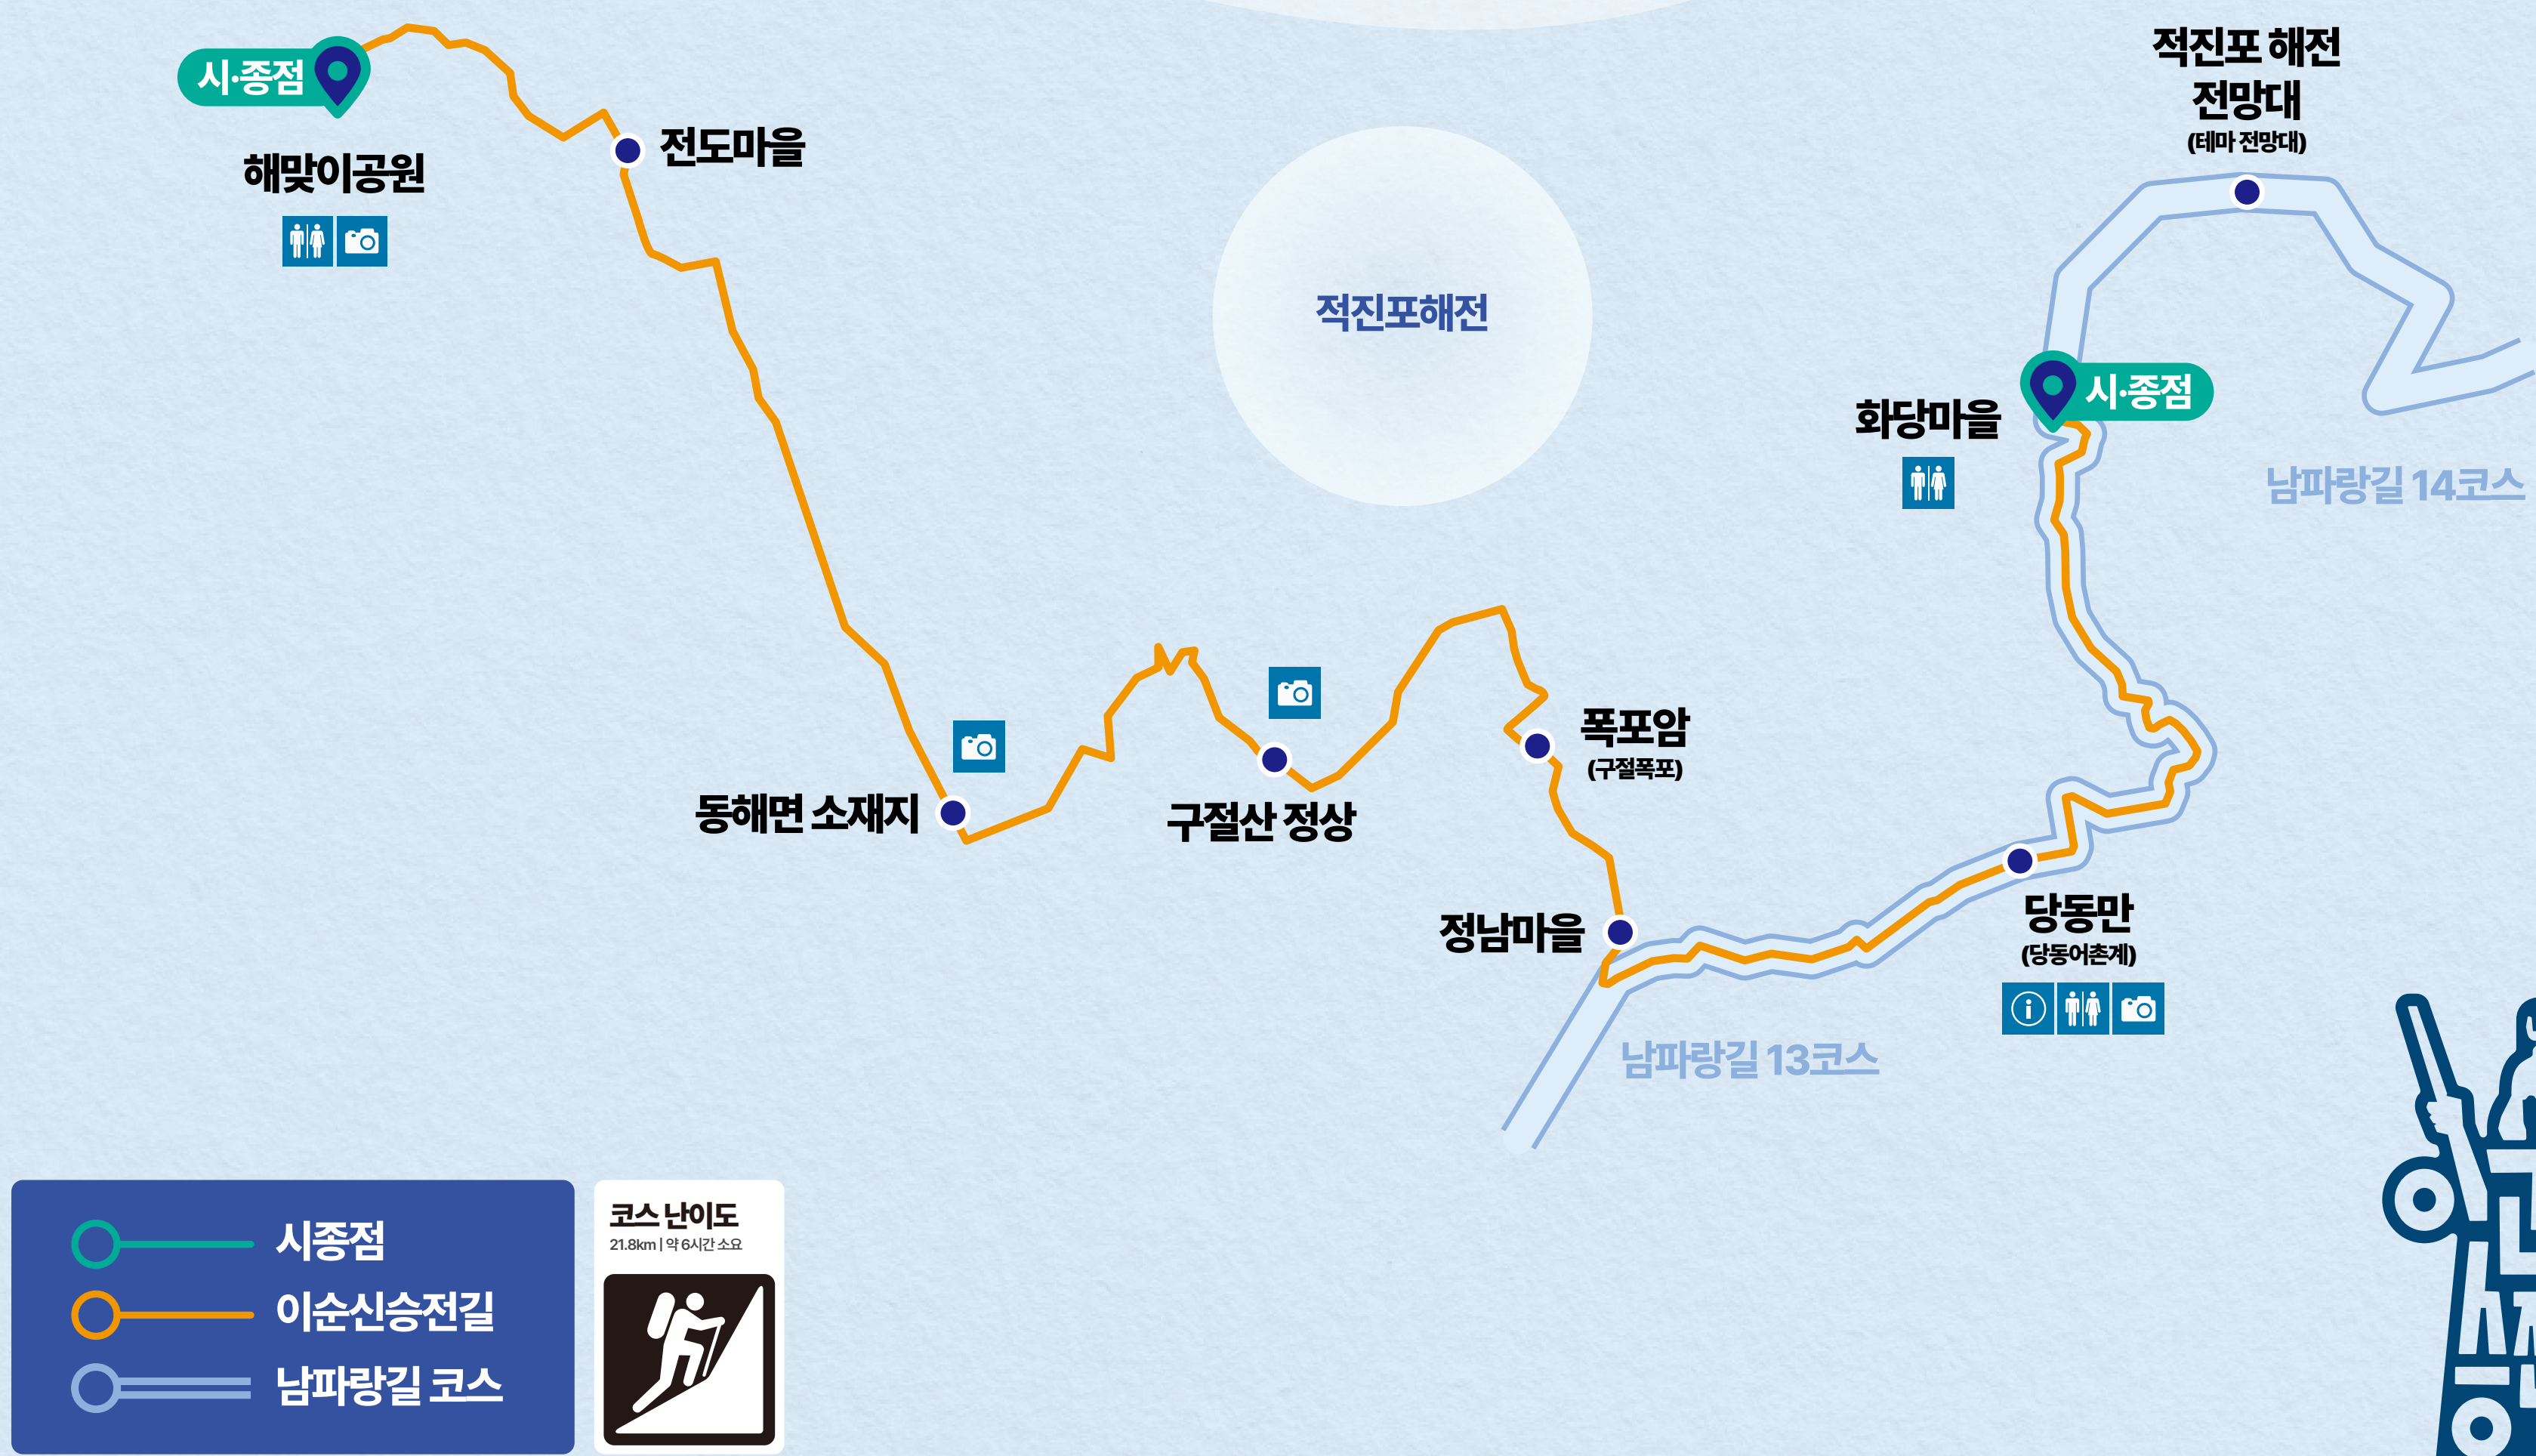 시·종점
해맞이공원
전도마을
적진포해전
적진포 해전
전망대
(테마 전망대)
시·종점
화당마을
남파랑길 14코스
동해면 소재지
구절산 정상
폭포암
(구절폭포)
정남마을
당동만
(당동어촌계)
남파랑길 13코스
시종점
이순신승전길
남파랑길 코스
코스 난이도
21.8km | 약 6시간 소요